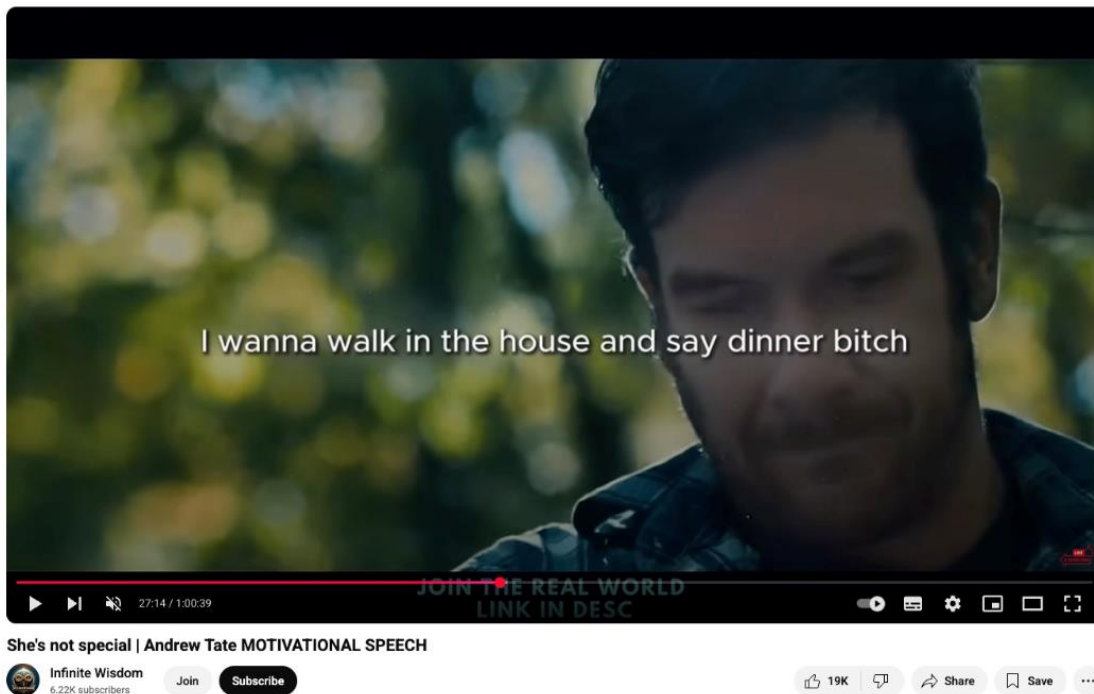 I wanna walk in the house and say dinner bitch
LIVE
JOIN THE REAL WORLD
LINK IN DESC
27:14 / 1:00:39
She's not special | Andrew Tate MOTIVATIONAL SPEECH
Infinite Wisdom
6.22K subscribers
Join
Subscribe
19K
Share
Save